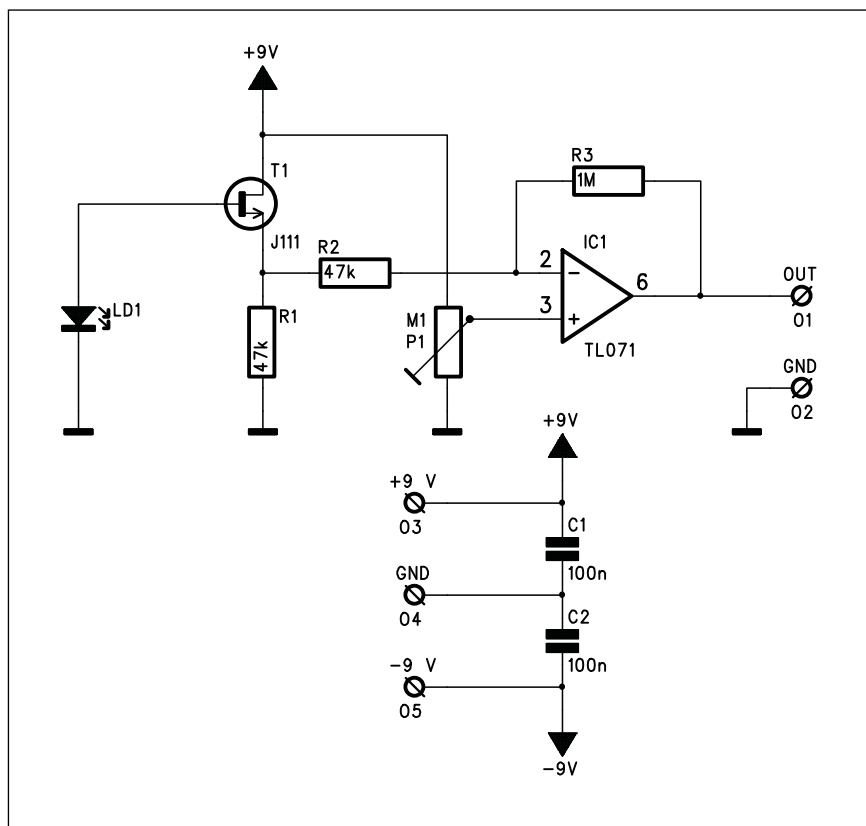 +9V
T1
J111
LD1
R1
47k
R2
47k
R3
1M
M1
P1
IC1
2
3
6
TL071
OUT
O1
GND
O2
+9V
+9 V
O3
C1
100n
GND
O4
C2
100n
-9 V
O5
-9V